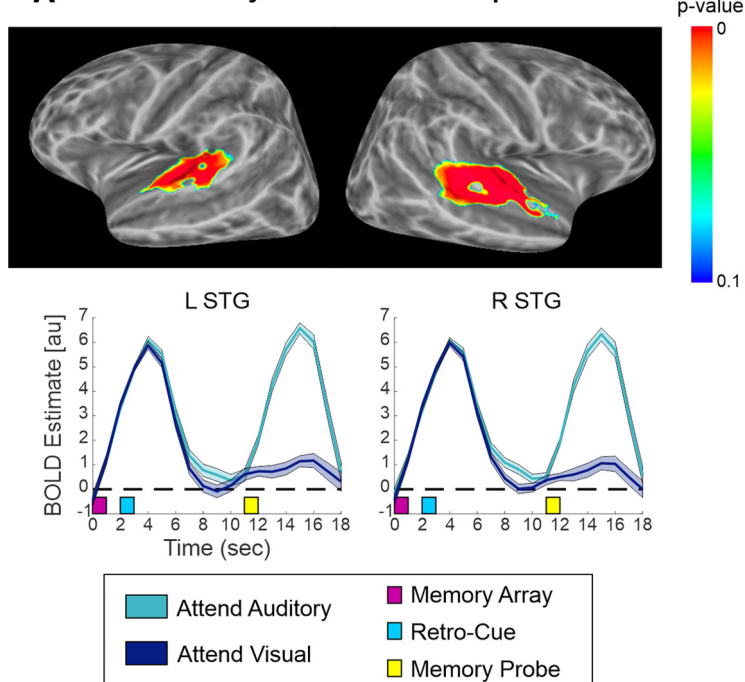 p-value
0
0.1
L STG
R STG
BOLD Estimate [au]
7
6
5
4
3
2
1
0
-1
0 2 4 6 8 10 12 14 16 18
Time (sec)
7
6
5
4
3
2
1
0
-1
0 2 4 6 8 10 12 14 16 18
Attend Auditory
Attend Visual
Memory Array
Retro-Cue
Memory Probe